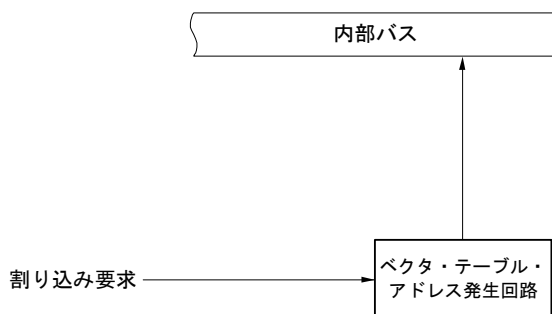 内部バス
ベクタ・テーブル・
アドレス発生回路
割り込み要求